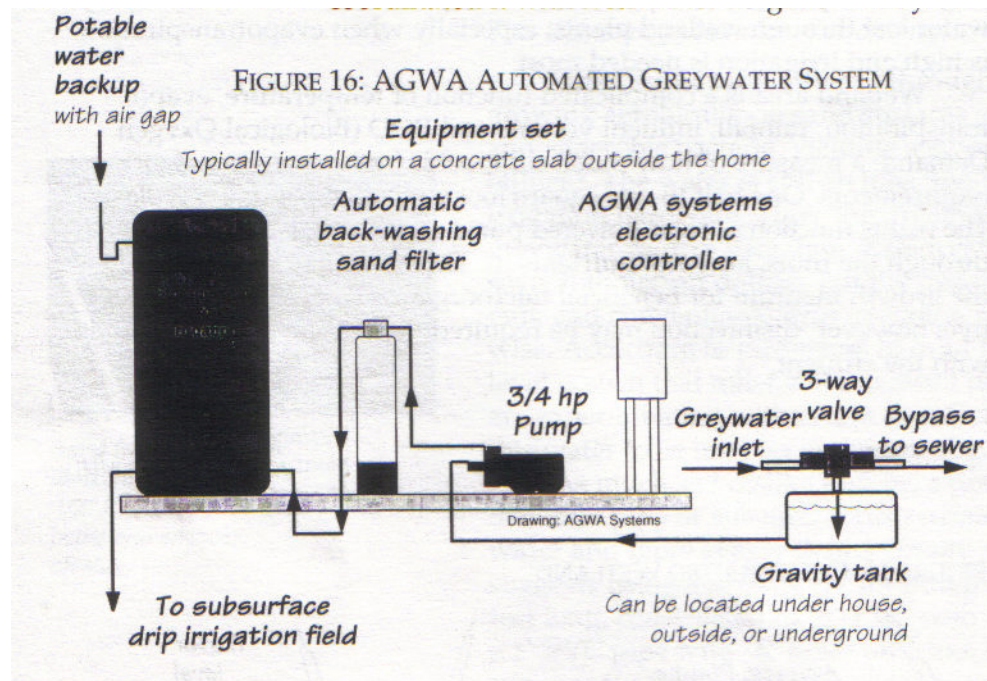 Potable
water
backup
with air gap
FIGURE 16: AGWA AUTOMATED GREYWATER SYSTEM
Equipment set
Typically installed on a concrete slab outside the home
Automatic
back-washing
sand filter
AGWA systems
electronic
controller
3/4 hp
Pump
3-way
valve
Greywater
inlet
Bypass
to sewer
Drawing: AGWA Systems
Gravity tank
Can be located under house,
outside, or underground
To subsurface
drip irrigation field